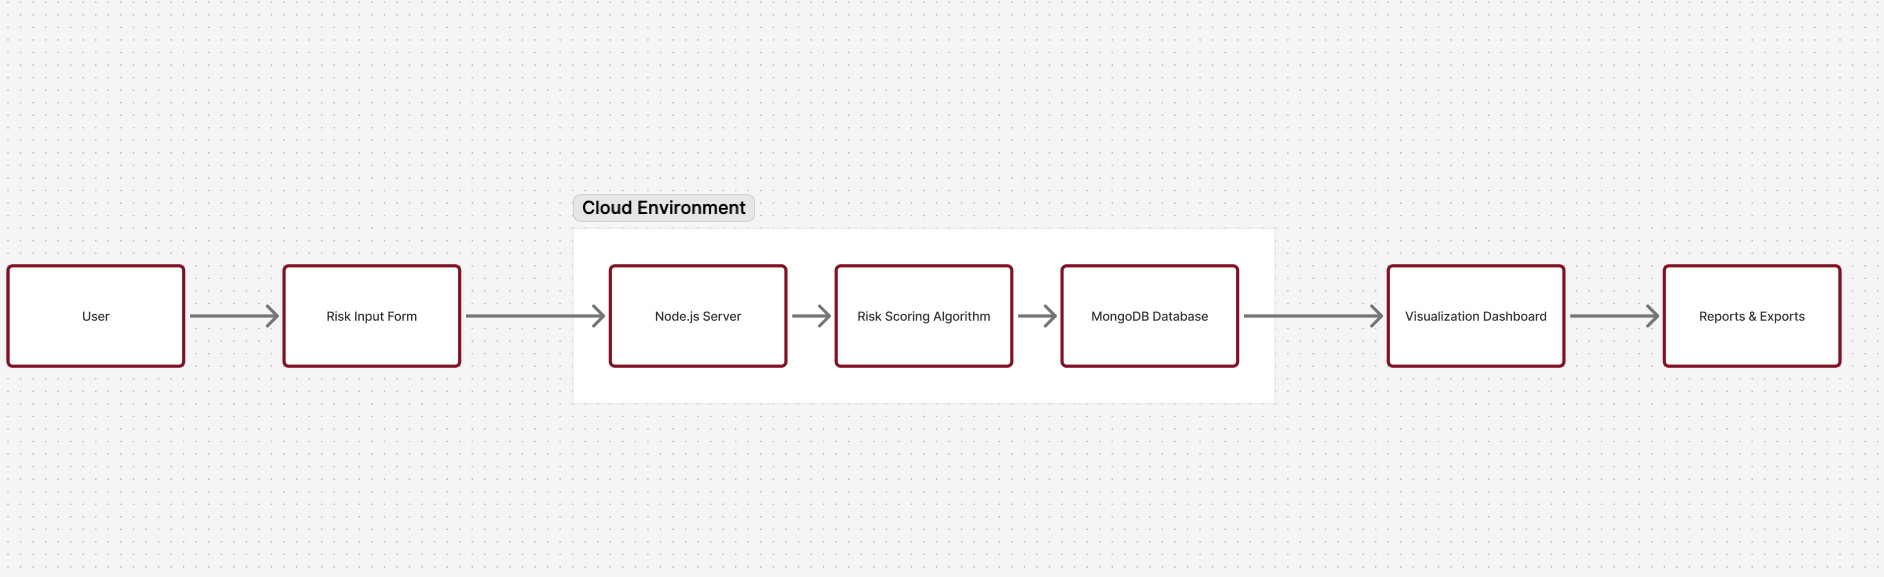 Cloud Environment
User
Risk Input Form
Node.js Server
Risk Scoring Algorithm
MongoDB Database
Visualization Dashboard
Reports & Exports